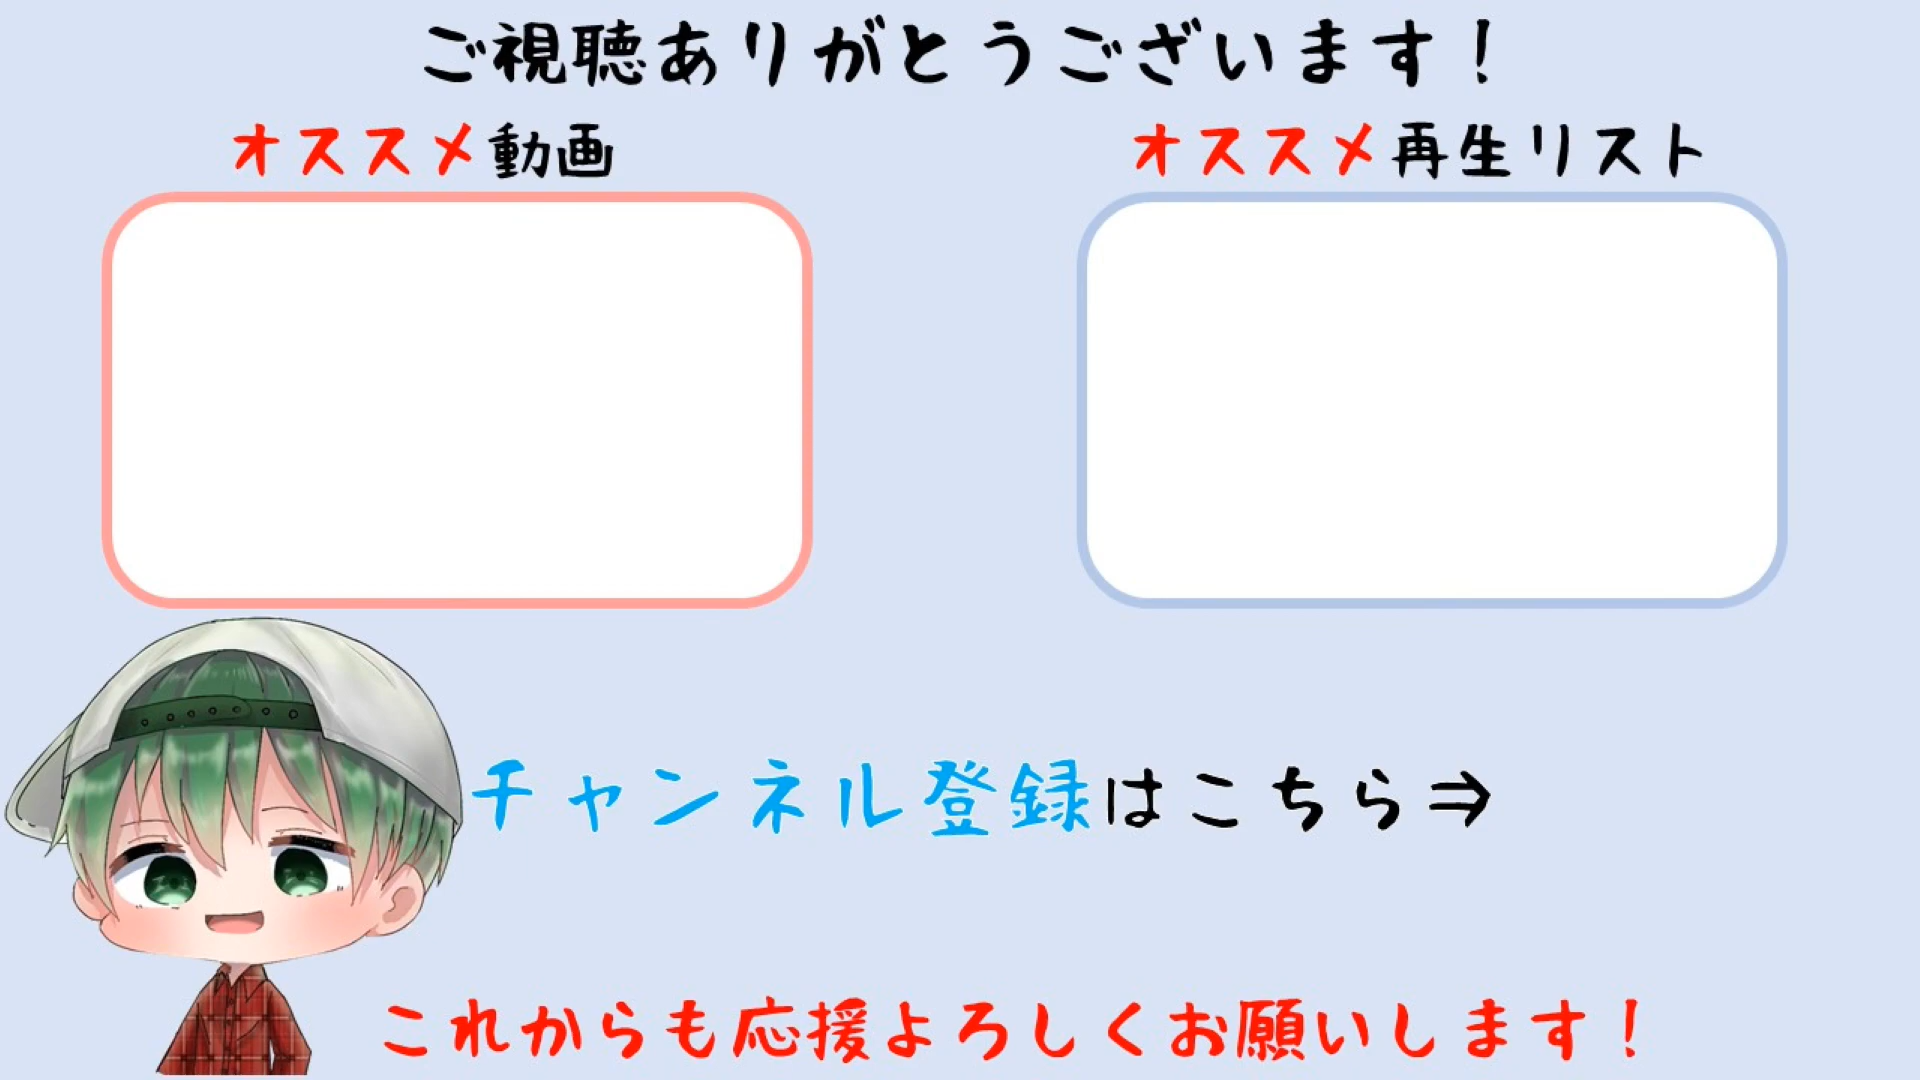 ご視聴ありがとうございます！
オススメ動画
オススメ再生リスト
チャンネル登録はこちら⇒
これからも応援よろしくお願いします！